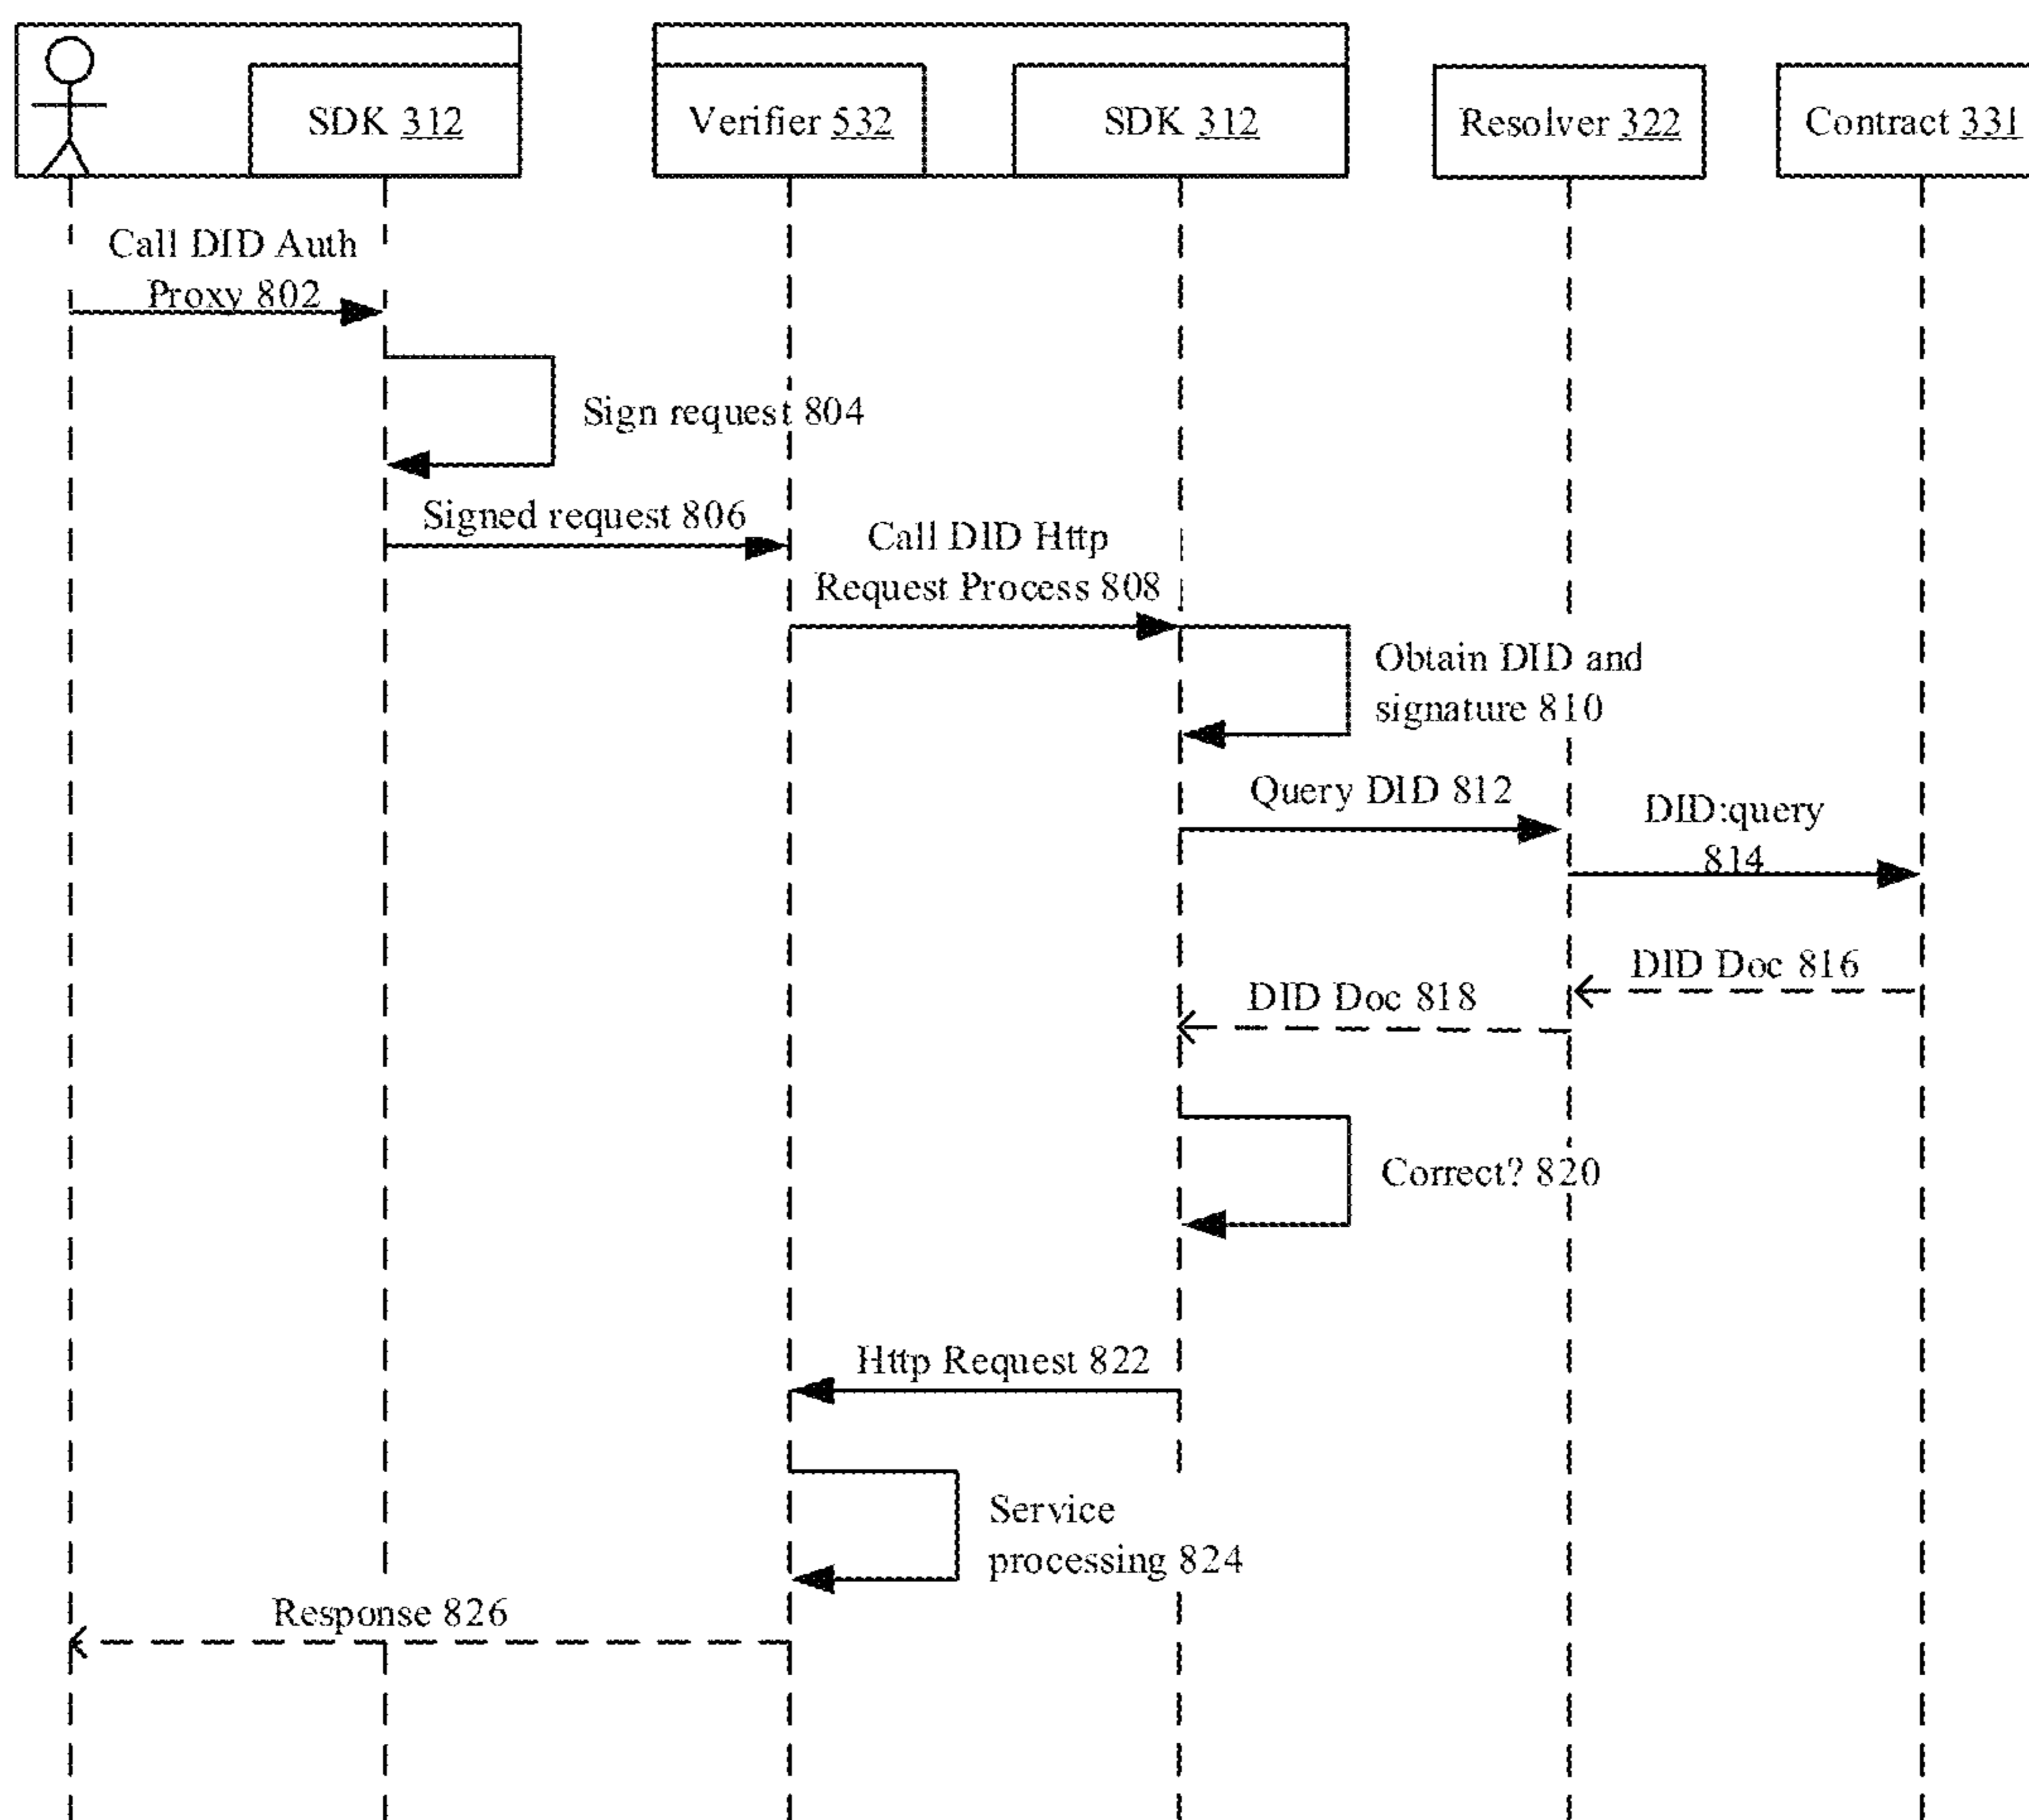 SDK 312
Verifier 532
SDK 312
Resolver 322
Contract 331
Call DID Auth
Proxy 802
Sign request 804
Signed request 806
Call DID Http
Request Process 808
Obtain DID and
signature 810
Query DID 812
DID:query
814
DID Doc 816
DID Doc 818
Correct? 820
Http Request 822
Service
processing 824
Response 826